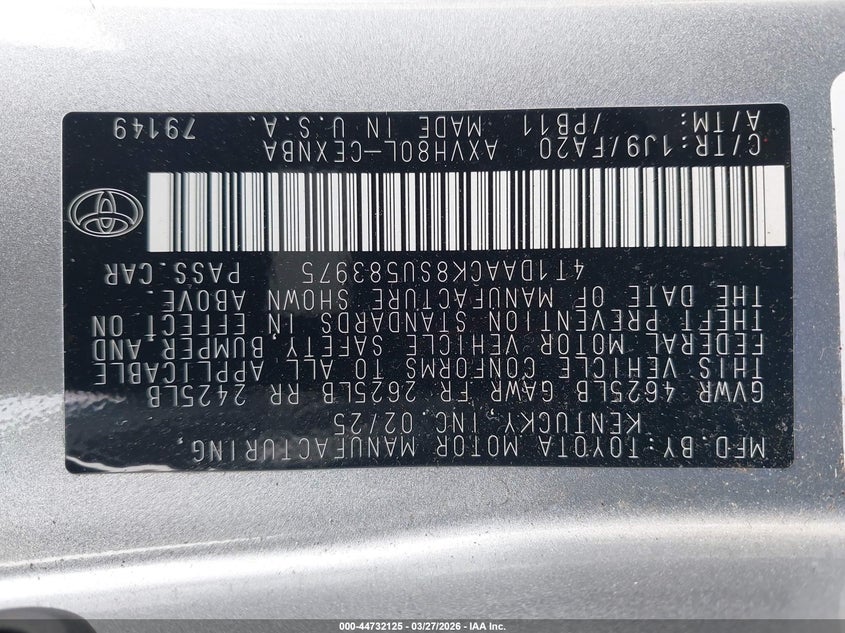 MFD. BY: TOYOTA MOTOR MANUFACTURING,
KENTUCKY, INC. 02/25
GVWR 4625LB GAWR FR 2625LB RR 2425LB
THIS VEHICLE CONFORMS TO ALL APPLICABLE
FEDERAL MOTOR VEHICLE SAFETY, BUMPER AND
THEFT PREVENTION STANDARDS IN EFFECT ON
THE DATE OF MANUFACTURE SHOWN ABOVE.
4T1DAACK8SU583975 PASS. CAR
C/TR: 1J9/FA20 AXVH80L-CEXNBA
A/TM: /PB11 MADE IN U.S.A. 79149
000-44732125 | 03/27/2026 | IAA Inc.